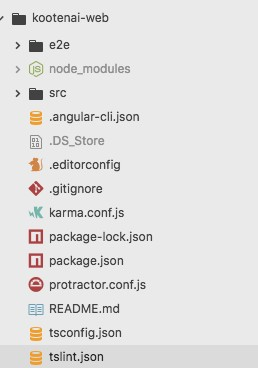 kootenai-web
e2e
node_modules
src
.angular-cli.json
.DS_Store
.editorconfig
.gitignore
karma.conf.js
package-lock.json
package.json
protractor.conf.js
README.md
tsconfig.json
tslint.json